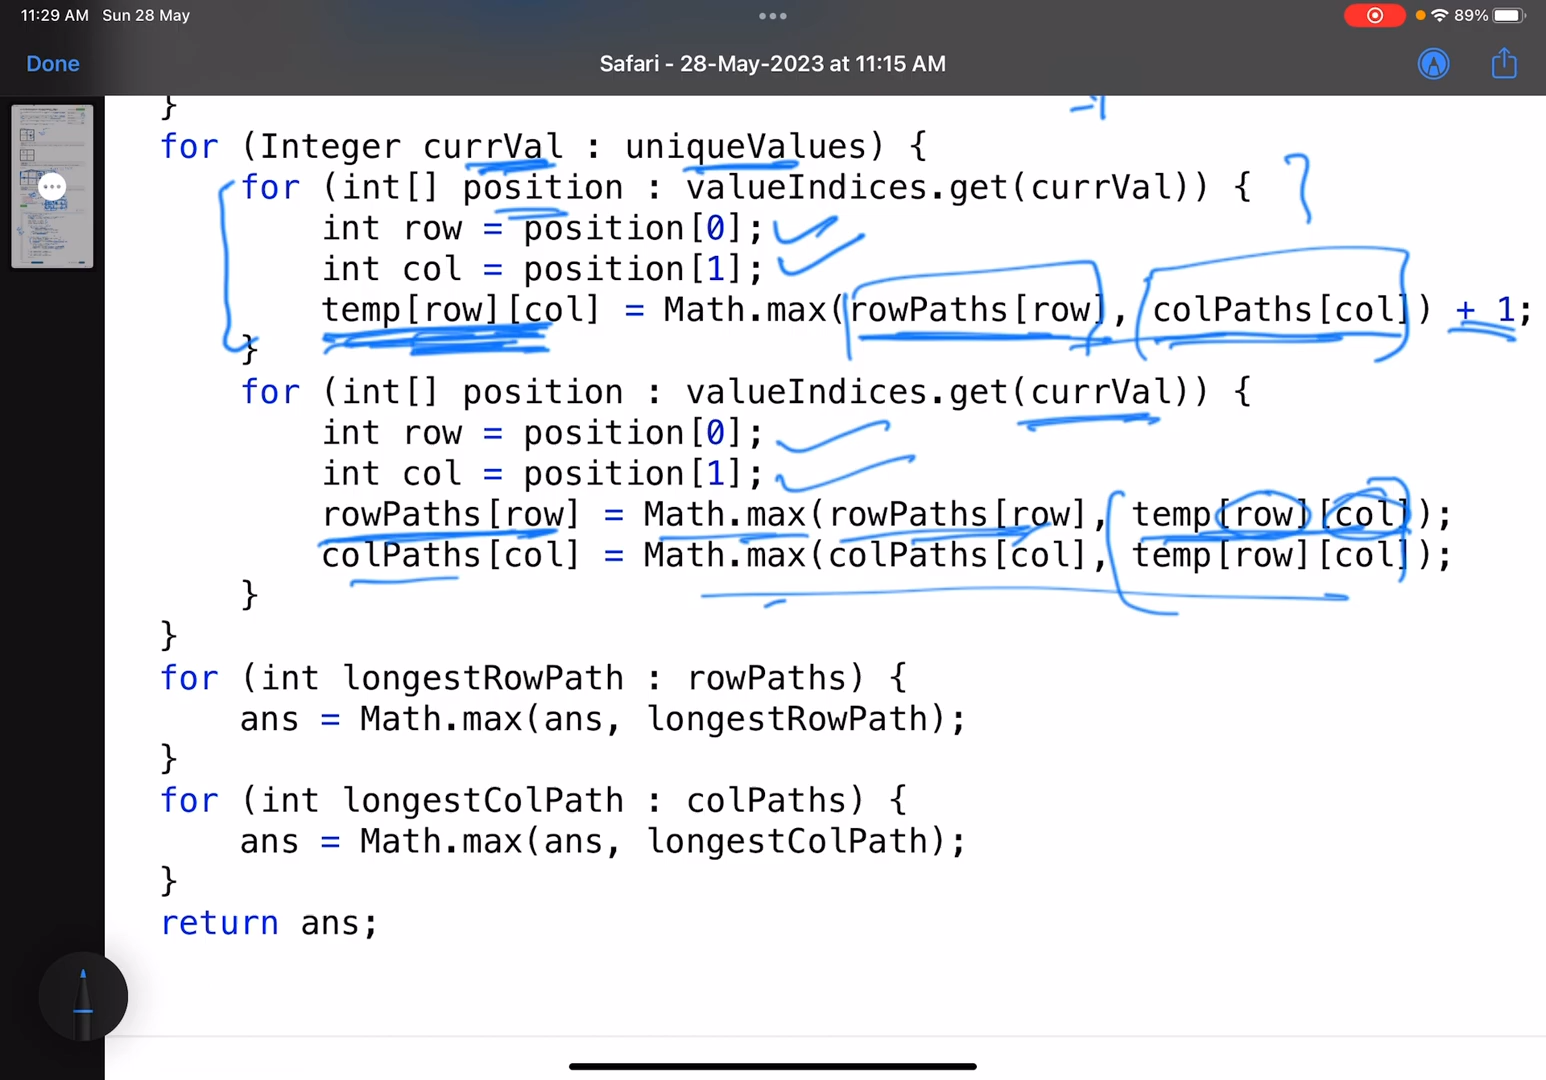 11:29 AM Sun 28 May
89%
Done
Safari - 28-May-2023 at 11:15 AM
}
for (Integer currVal : uniqueValues) {
for (int[] position : valueIndices.get(currVal)) {
int row = position[0];
int col = position[1];
temp[row][col] = Math.max(rowPaths[row], colPaths[col]) + 1;
}
for (int[] position : valueIndices.get(currVal)) {
int row = position[0];
int col = position[1];
rowPaths[row] = Math.max(rowPaths[row], temp[row][col]);
colPaths[col] = Math.max(colPaths[col], temp[row][col]);
}
}
for (int longestRowPath : rowPaths) {
ans = Math.max(ans, longestRowPath);
}
for (int longestColPath : colPaths) {
ans = Math.max(ans, longestColPath);
}
return ans;